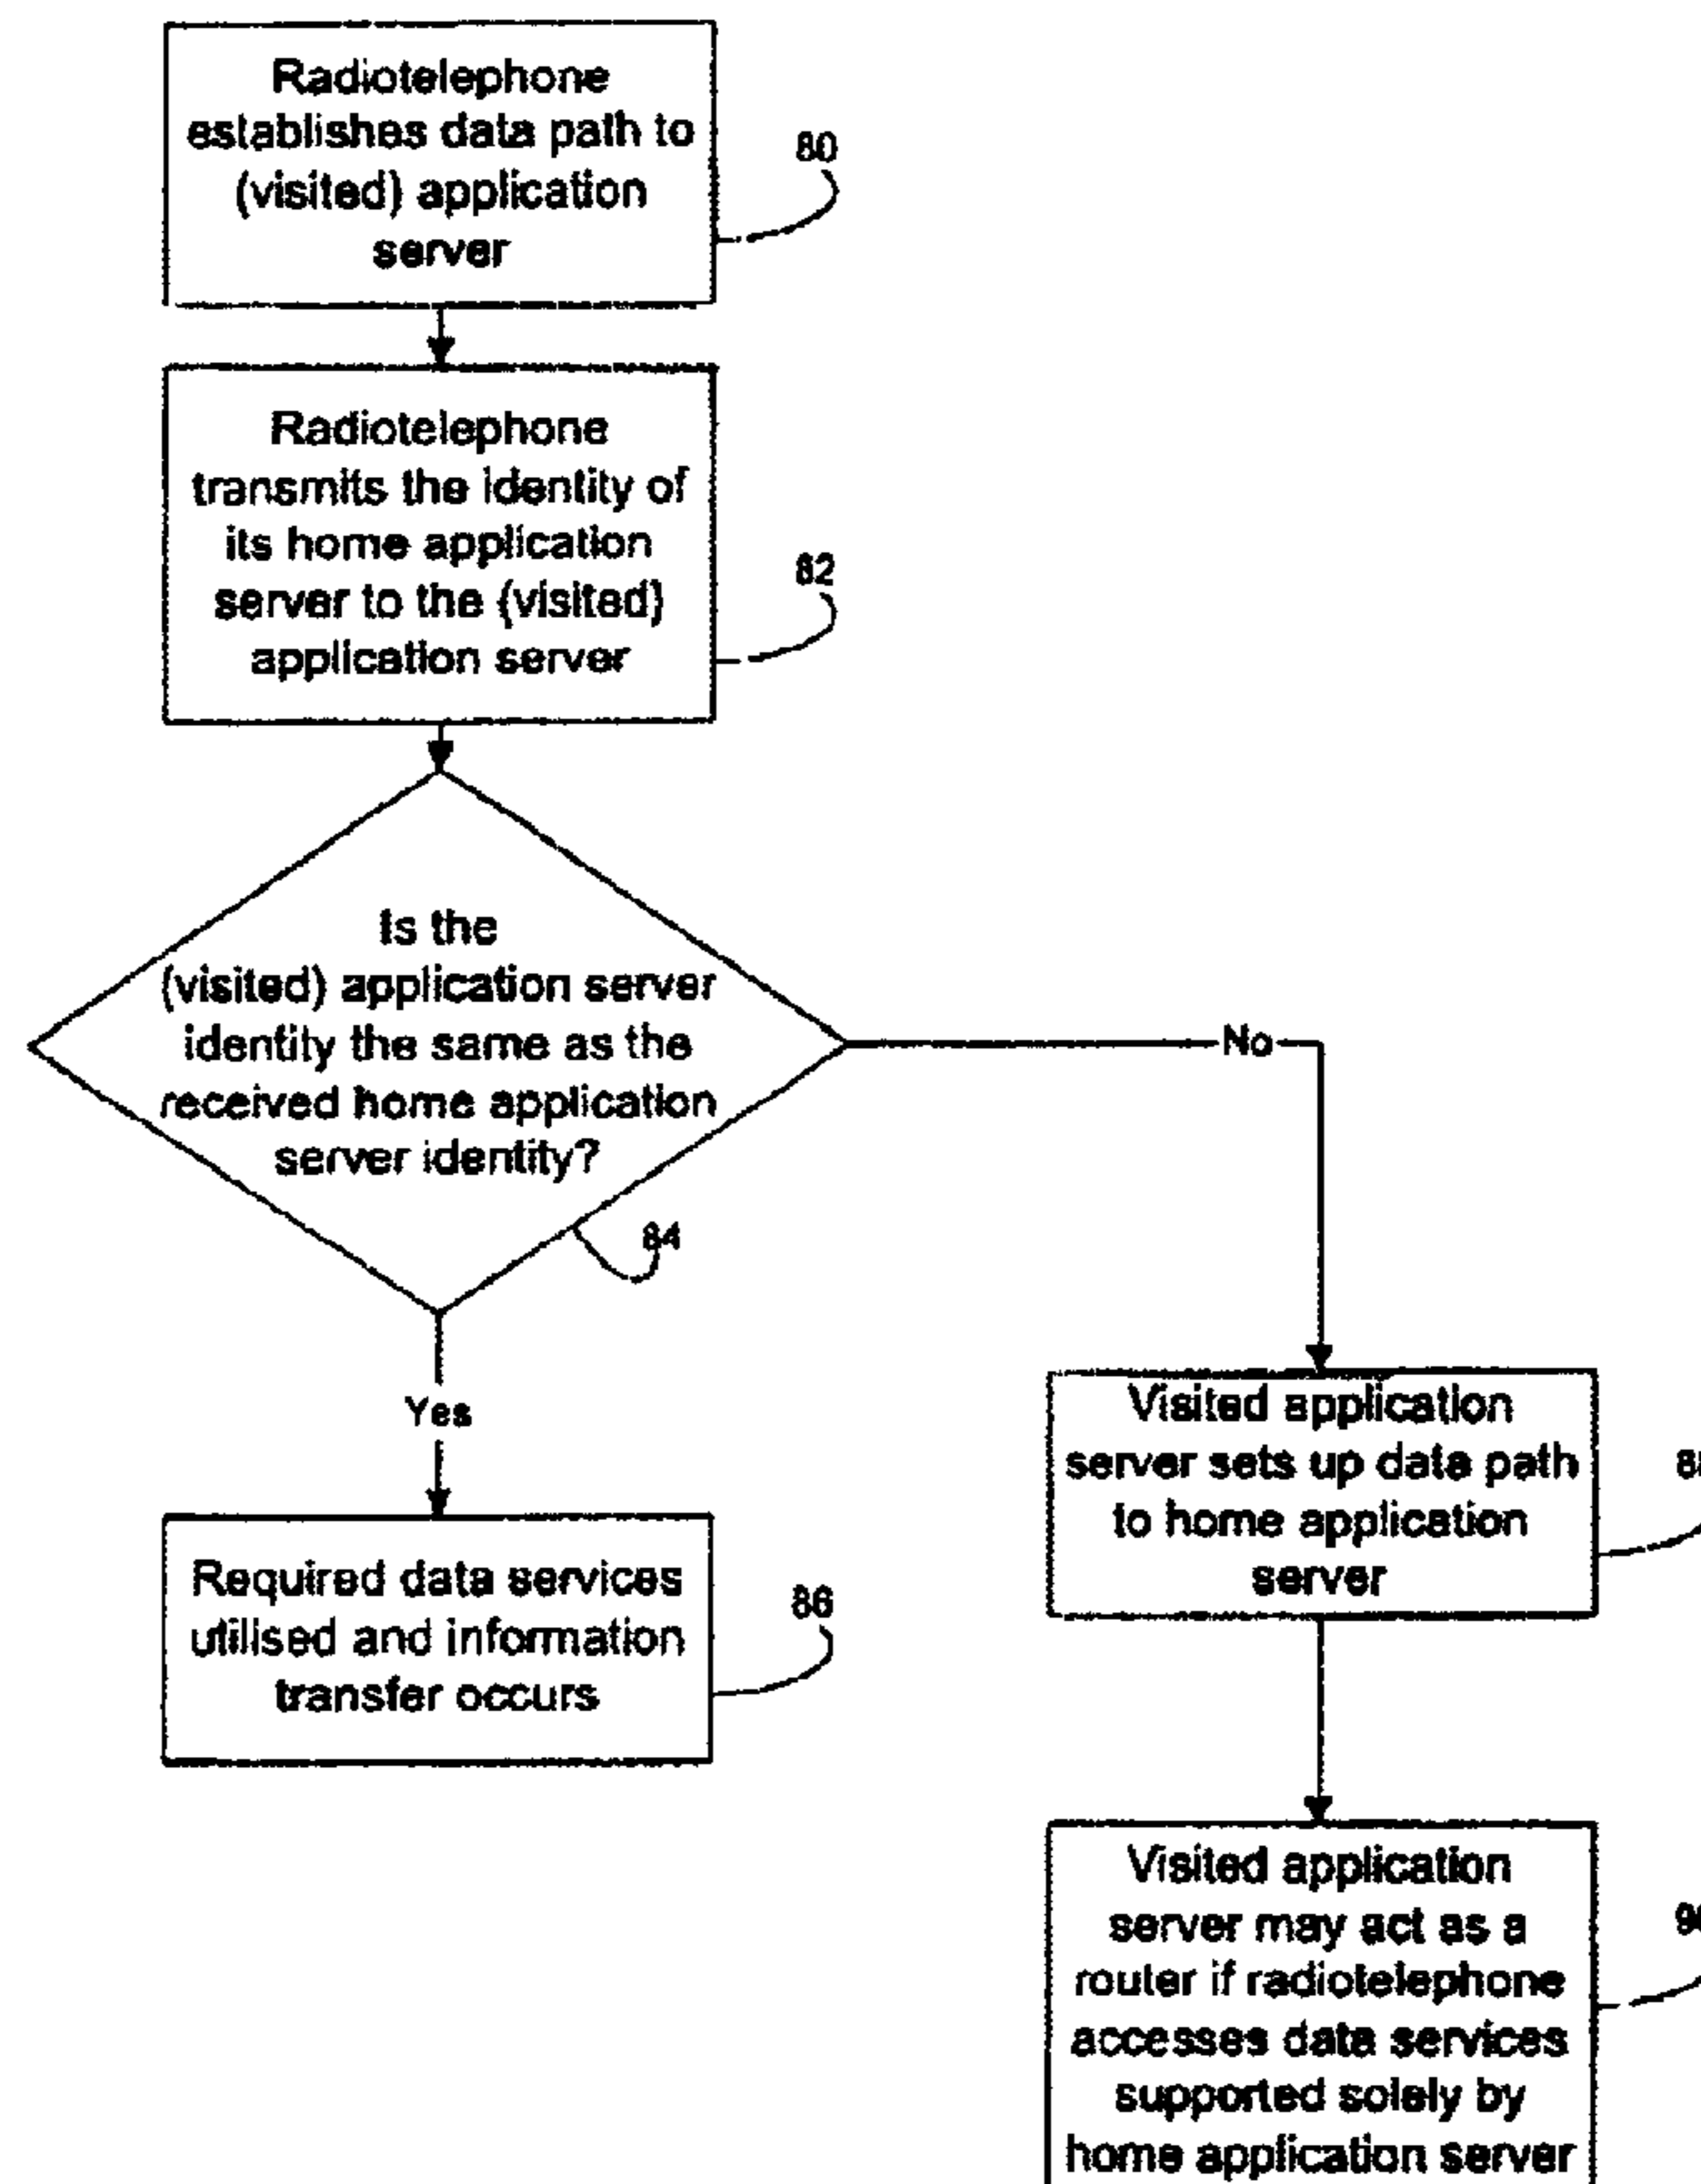 Radiotelephone
establishes data path to
(visited) application
server
80
Radiotelephone
transmits the identity of
its home application
server to the (visited)
application server
82
Is the
(visited) application server
identity the same as the
received home application
server identity?
84
No
Yes
Required data services
utilised and information
transfer occurs
86
Visited application
server sets up data path
to home application
server
Visited application
server may act as a
router if radiotelephone
accesses data services
supported solely by
home application server